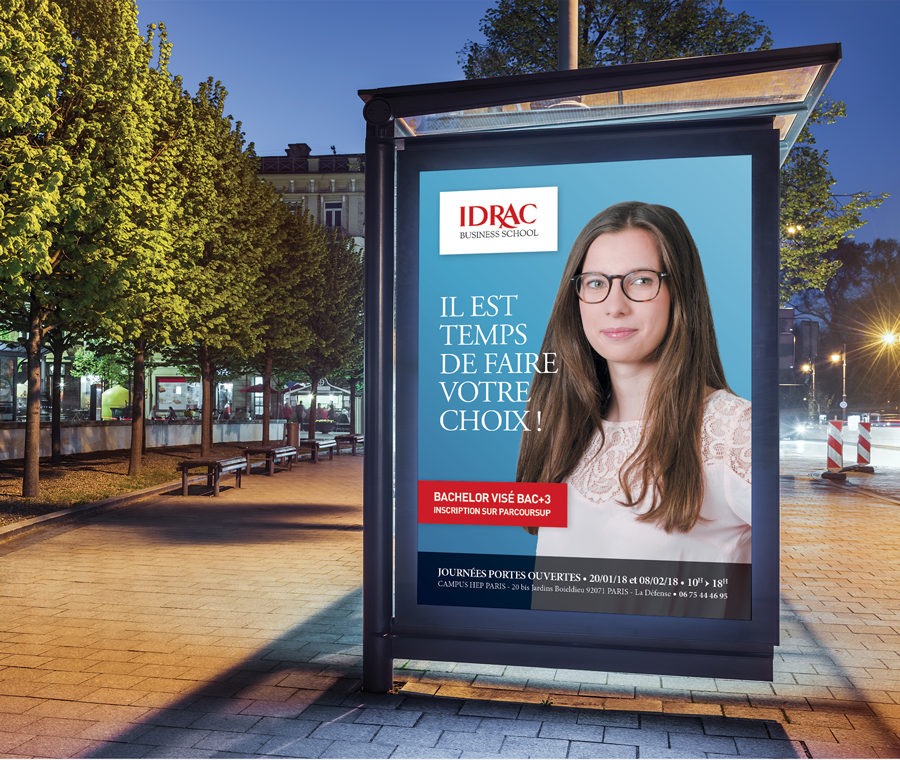 IDRAC
BUSINESS SCHOOL
IL EST
TEMPS
DE FAIRE
VOTRE
CHOIX !
BACHELOR VISÉ BAC+3
INSCRIPTION SUR PARCOURSUP
JOURNÉES PORTES OUVERTES • 20/01/18 et 08/02/18 • 10H › 18H
CAMPUS HEP PARIS - 20 bis Jardins Boieldieu 92071 PARIS - La Défense • 06 75 44 46 95